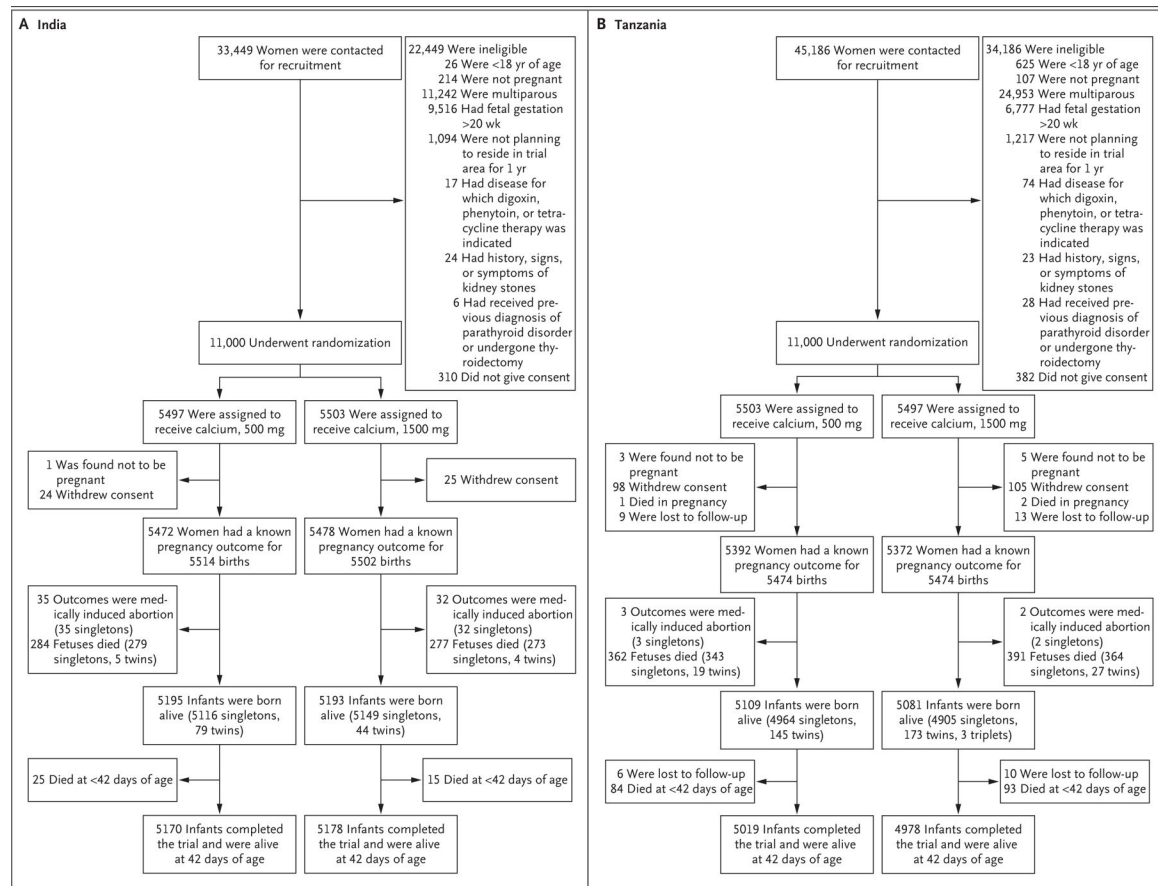 A India
33,449 Women were contacted
for recruitment
22,449 Were ineligible
26 Were <18 yr of age
214 Were not pregnant
11,242 Were multiparous
9,516 Had fetal gestation
>20 wk
1,094 Were not planning
to reside in trial
area for 1 yr
17 Had disease for
which digoxin,
phenytoin, or tetra-
cycline therapy was
indicated
24 Had history, signs,
or symptoms of
kidney stones
6 Had received pre-
vious diagnosis of
parathyroid disorder
or undergone thy-
roidectomy
310 Did not give consent
11,000 Underwent randomization
5497 Were assigned to
receive calcium, 500 mg
5503 Were assigned to
receive calcium, 1500 mg
1 Was found not to be
pregnant
24 Withdrew consent
25 Withdrew consent
5472 Women had a known
pregnancy outcome for
5514 births
5478 Women had a known
pregnancy outcome for
5502 births
35 Outcomes were med-
ically induced abortion
(35 singletons)
284 Fetuses died (279
singletons, 5 twins)
32 Outcomes were med-
ically induced abortion
(32 singletons)
277 Fetuses died (273
singletons, 4 twins)
5195 Infants were born
alive (5116 singletons,
79 twins)
5193 Infants were born
alive (5149 singletons,
44 twins)
25 Died at <42 days of age
15 Died at <42 days of age
5170 Infants completed
the trial and were alive
at 42 days of age
5178 Infants completed
the trial and were alive
at 42 days of age
B Tanzania
45,186 Women were contacted
for recruitment
34,186 Were ineligible
625 Were <18 yr of age
107 Were not pregnant
24,953 Were multiparous
6,777 Had fetal gestation
>20 wk
1,217 Were not planning
to reside in trial
area for 1 yr
74 Had disease for
which digoxin,
phenytoin, or tetra-
cycline therapy was
indicated
23 Had history, signs,
or symptoms of
kidney stones
28 Had received pre-
vious diagnosis of
parathyroid disorder
or undergone thy-
roidectomy
382 Did not give consent
11,000 Underwent randomization
5503 Were assigned to
receive calcium, 500 mg
5497 Were assigned to
receive calcium, 1500 mg
3 Were found not to be
pregnant
98 Withdrew consent
1 Died in pregnancy
9 Were lost to follow-up
5 Were found not to be
pregnant
105 Withdrew consent
2 Died in pregnancy
13 Were lost to follow-up
5392 Women had a known
pregnancy outcome for
5474 births
5372 Women had a known
pregnancy outcome for
5474 births
3 Outcomes were med-
ically induced abortion
(3 singletons)
362 Fetuses died (343
singletons, 19 twins)
2 Outcomes were med-
ically induced abortion
(2 singletons)
391 Fetuses died (364
singletons, 27 twins)
5109 Infants were born
alive (4964 singletons,
145 twins)
5081 Infants were born
alive (4905 singletons,
173 twins, 3 triplets)
6 Were lost to follow-up
84 Died at <42 days of age
10 Were lost to follow-up
93 Died at <42 days of age
5019 Infants completed
the trial and were alive
at 42 days of age
4978 Infants completed
the trial and were alive
at 42 days of age